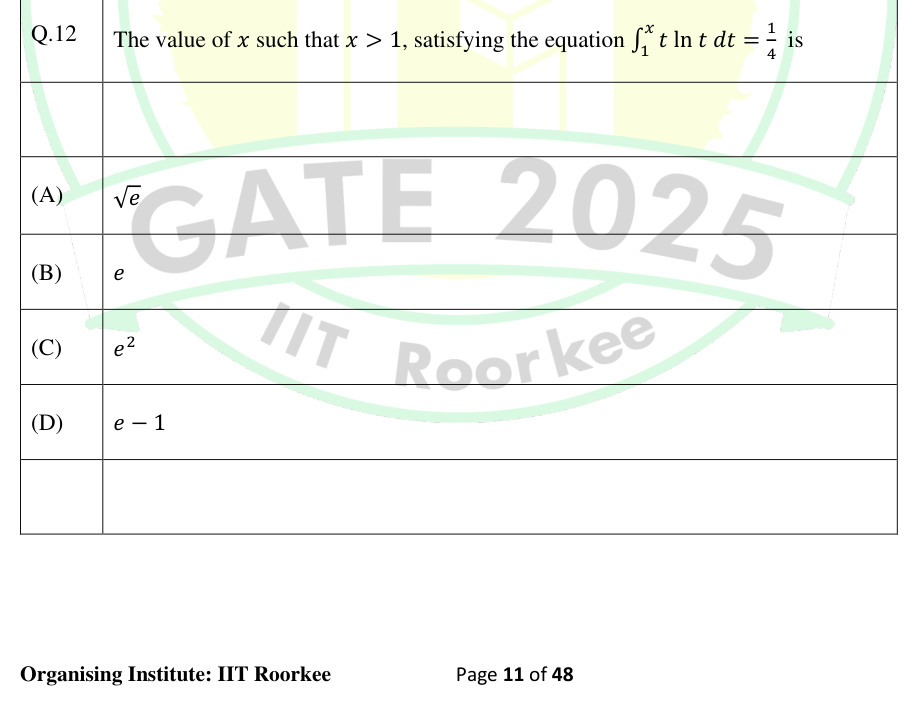 Q.12 The value of 𝑥 such that 𝑥 > 1, satisfying the equation ∫₁ˣ 𝑡 ln 𝑡 𝑑𝑡 = 1/4 is
(A) √𝑒
(B) 𝑒
(C) 𝑒²
(D) 𝑒 − 1
GATE 2025
IIT Roorkee
Organising Institute: IIT Roorkee Page 11 of 48